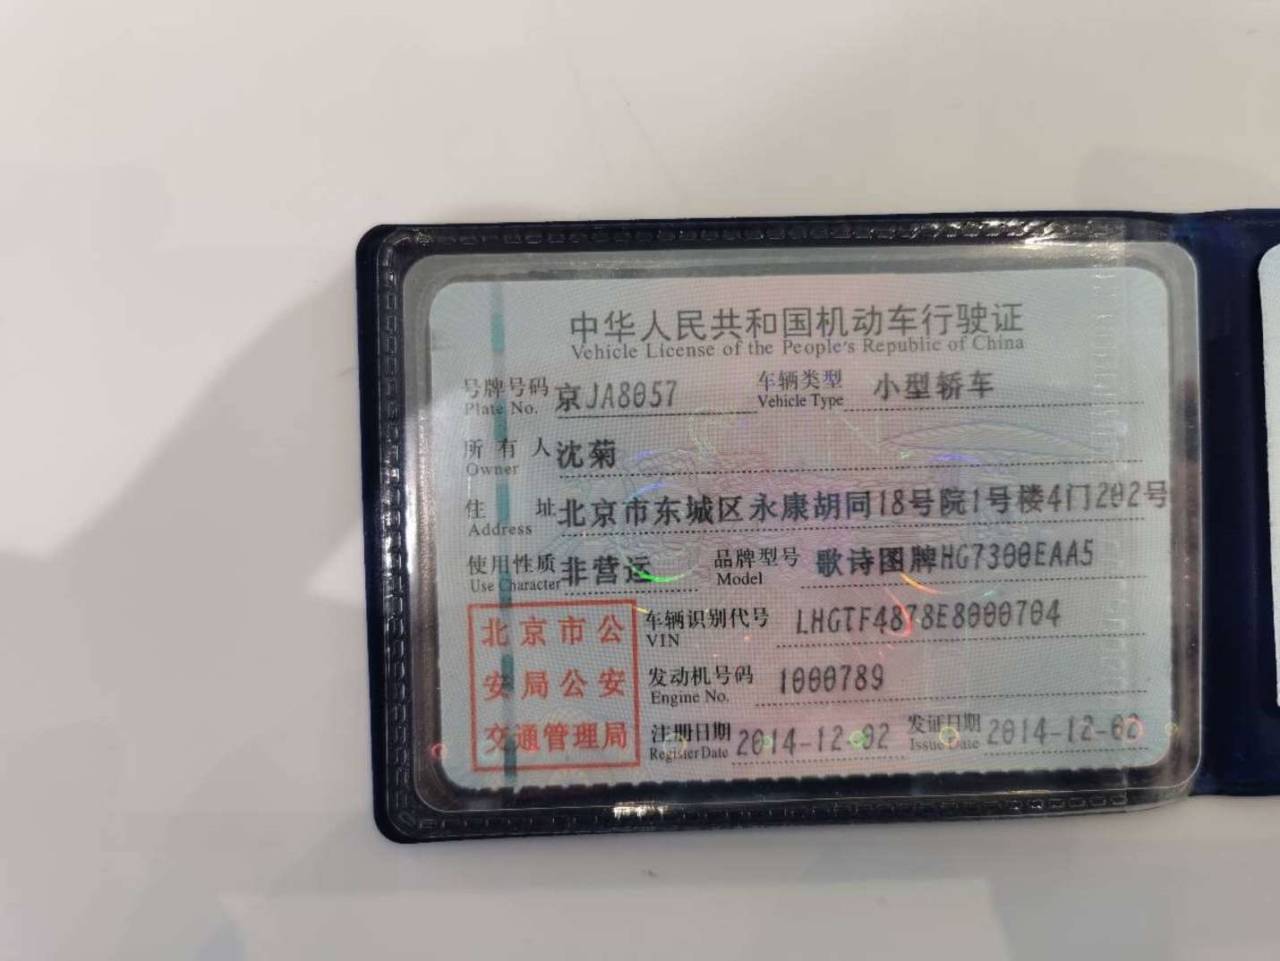 中华人民共和国机动车行驶证
Vehicle License of the People's Republic of China
号牌号码 京JA8057 车辆类型 小型轿车
Plate No. Vehicle Type
所有人 沈菊
Owner
住址 北京市东城区永康胡同18号院1号楼4门202号
Address
使用性质 非营运 品牌型号 歌诗图牌HG7300EAA5
Use Character Model
北京市公 车辆识别代号 LHGTF4878E8000704
VIN
安局公安 发动机号码 1000789
Engine No.
交通管理局 注册日期 2014-12-02 发证日期 2014-12-02
Register Date Issue Date